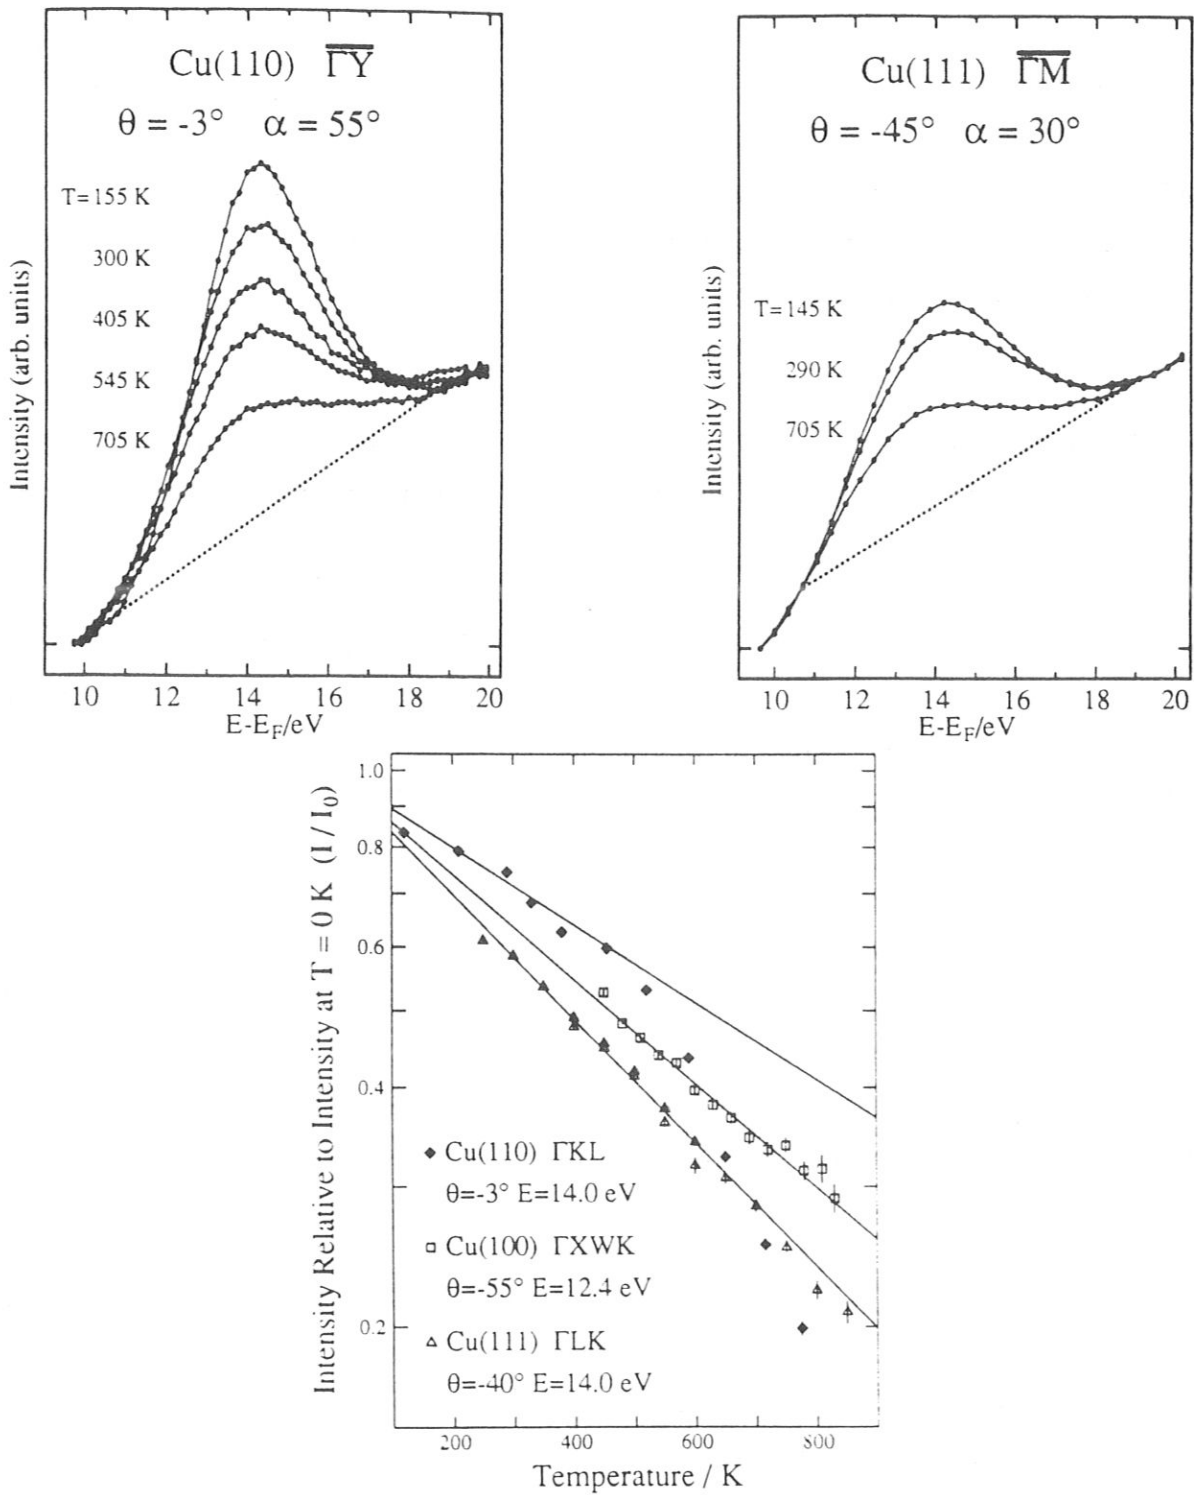 Cu(110) ΓY
θ = -3° α = 55°
T=155 K
300 K
405 K
545 K
705 K
Intensity (arb. units)
10 12 14 16 18 20
E-E_F/eV
Cu(111) ΓM
θ = -45° α = 30°
T=145 K
290 K
705 K
Intensity (arb. units)
10 12 14 16 18 20
E-E_F/eV
Intensity Relative to Intensity at T = 0 K (I / I₀)
1.0
0.8
0.6
0.4
0.2
Cu(110) ΓKL
θ=-3° E=14.0 eV
Cu(100) ΓXWK
θ=-55° E=12.4 eV
Cu(111) ΓLK
θ=-40° E=14.0 eV
200 400 600 800
Temperature / K